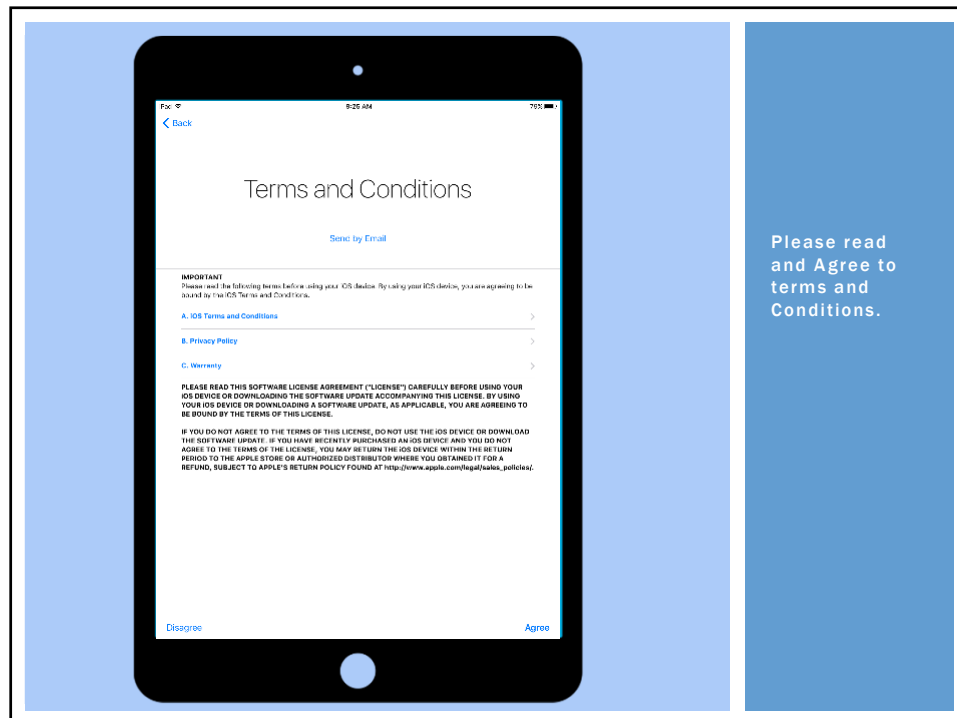 iPad 9:25 AM 79%
Back
Terms and Conditions
Send by Email
IMPORTANT
Please read the following terms before using your iOS device. By using your iOS device, you are agreeing to be
bound by the iOS Terms and Conditions.
A. iOS Terms and Conditions
B. Privacy Policy
C. Warranty
PLEASE READ THIS SOFTWARE LICENSE AGREEMENT ("LICENSE") CAREFULLY BEFORE USING YOUR
iOS DEVICE OR DOWNLOADING THE SOFTWARE UPDATE ACCOMPANYING THIS LICENSE. BY USING
YOUR iOS DEVICE OR DOWNLOADING A SOFTWARE UPDATE, AS APPLICABLE, YOU ARE AGREEING TO
BE BOUND BY THE TERMS OF THIS LICENSE.
IF YOU DO NOT AGREE TO THE TERMS OF THIS LICENSE, DO NOT USE THE iOS DEVICE OR DOWNLOAD
THE SOFTWARE UPDATE. IF YOU HAVE RECENTLY PURCHASED AN iOS DEVICE AND YOU DO NOT
AGREE TO THE TERMS OF THE LICENSE, YOU MAY RETURN THE iOS DEVICE WITHIN THE RETURN
PERIOD TO THE APPLE STORE OR AUTHORIZED DISTRIBUTOR WHERE YOU OBTAINED IT FOR A
REFUND, SUBJECT TO APPLE'S RETURN POLICY FOUND AT http://www.apple.com/legal/sales_policies/.
Disagree Agree
Please read
and Agree to
terms and
Conditions.